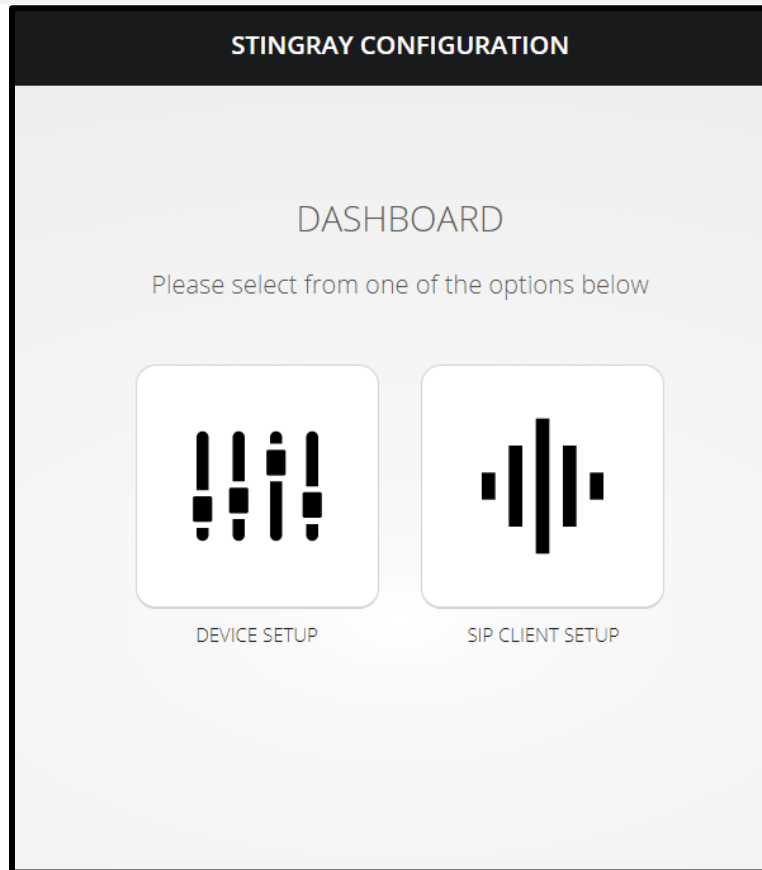 STINGRAY CONFIGURATION
DASHBOARD
Please select from one of the options below
DEVICE SETUP
SIP CLIENT SETUP